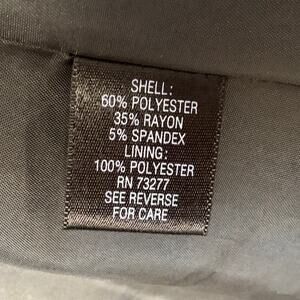 SHELL:
60% POLYESTER
35% RAYON
5% SPANDEX
LINING:
100% POLYESTER
RN 73277
SEE REVERSE
FOR CARE